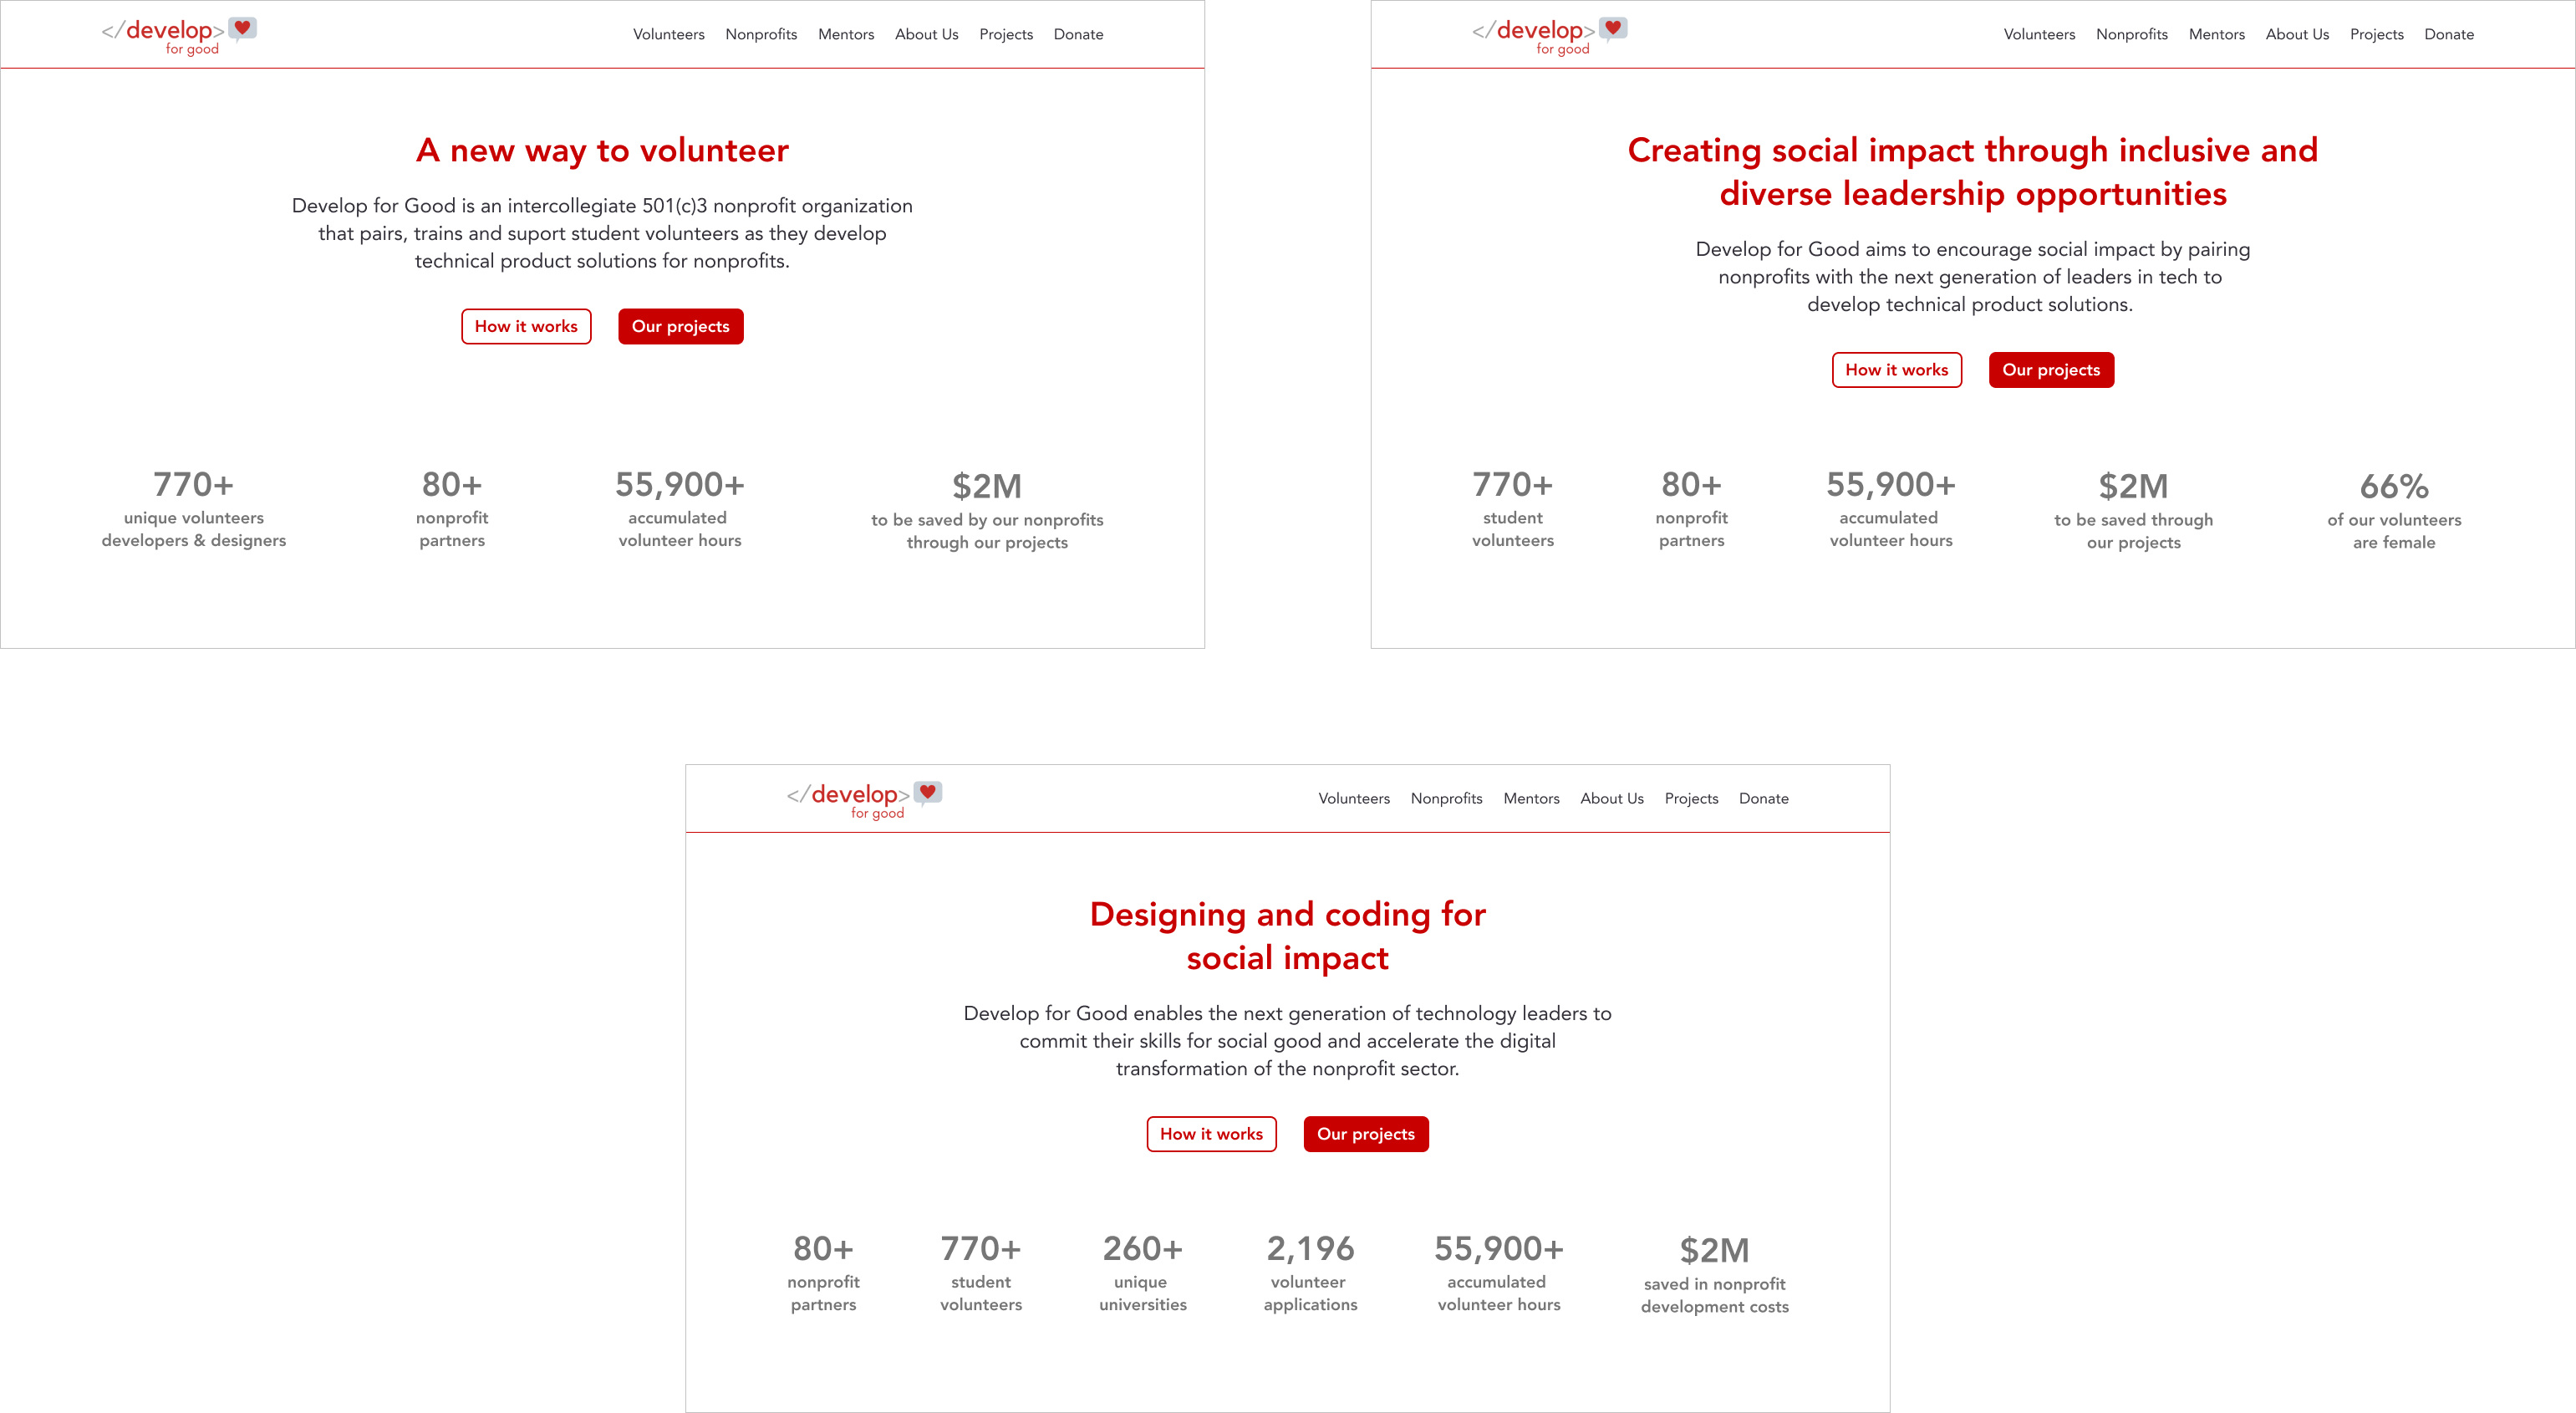 </develop>
for good
Volunteers Nonprofits Mentors About Us Projects Donate
A new way to volunteer
Develop for Good is an intercollegiate 501(c)3 nonprofit organization
that pairs, trains and suport student volunteers as they develop
technical product solutions for nonprofits.
How it works Our projects
770+ 80+ 55,900+ $2M
unique volunteers nonprofit accumulated to be saved by our nonprofits
developers & designers partners volunteer hours through our projects
</develop>
for good
Volunteers Nonprofits Mentors About Us Projects Donate
Creating social impact through inclusive and
diverse leadership opportunities
Develop for Good aims to encourage social impact by pairing
nonprofits with the next generation of leaders in tech to
develop technical product solutions.
How it works Our projects
770+ 80+ 55,900+ $2M 66%
student nonprofit accumulated to be saved through of our volunteers
volunteers partners volunteer hours our projects are female
</develop>
for good
Volunteers Nonprofits Mentors About Us Projects Donate
Designing and coding for
social impact
Develop for Good enables the next generation of technology leaders to
commit their skills for social good and accelerate the digital
transformation of the nonprofit sector.
How it works Our projects
80+ 770+ 260+ 2,196 55,900+ $2M
nonprofit student unique volunteer accumulated saved in nonprofit
partners volunteers universities applications volunteer hours development costs